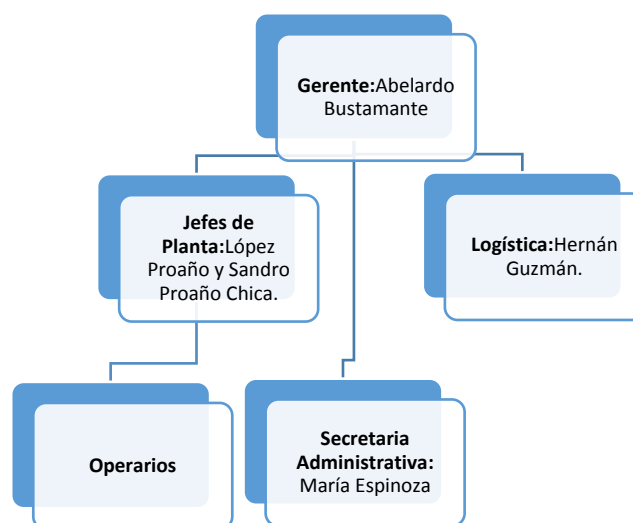 Gerente:Abelardo
Bustamante
Jefes de
Planta:López
Proaño y Sandro
Proaño Chica.
Logística:Hernán
Guzmán.
Operarios
Secretaria
Administrativa:
María Espinoza